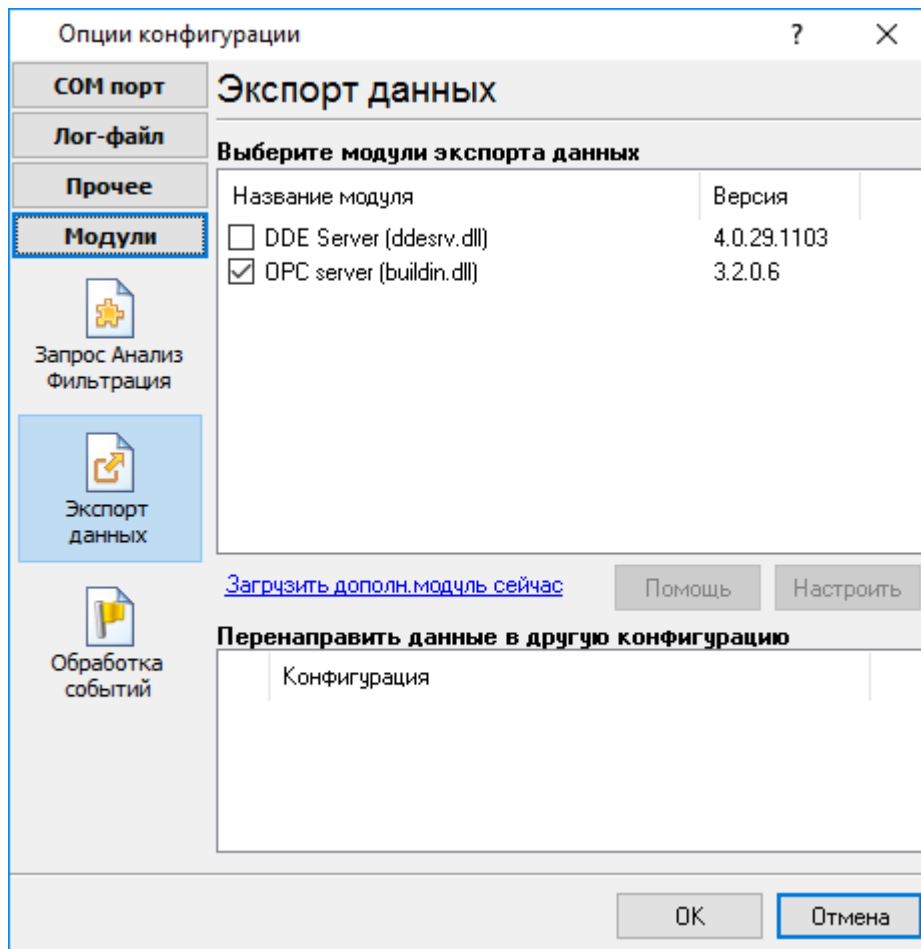 Опции конфигурации
?
COM порт
Лог-файл
Прочее
Модули
Запрос Анализ
Фильтрация
Экспорт
данных
Обработка
событий
Экспорт данных
Выберите модули экспорта данных
Название модуля Версия
DDE Server (ddesrv.dll) 4.0.29.1103
OPC server (buildin.dll) 3.2.0.6
Загрузить дополн.модуль сейчас Помощь Настроить
Перенаправить данные в другую конфигурацию
Конфигурация
OK Отмена